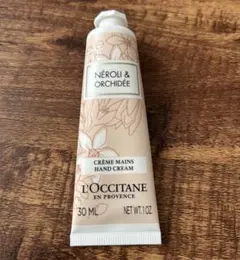 NÉROLI &
ORCHIDÉE
CRÈME MAINS
HAND CREAM
L'OCCITANE
EN PROVENCE
30 ML NET WT. 1 OZ